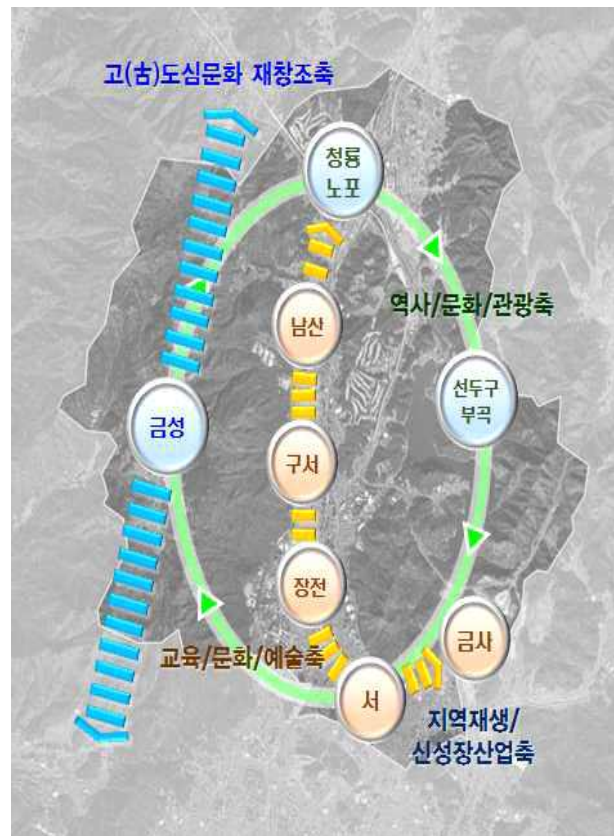 고(古)도심문화 재창조축
청룡
노포
역사/문화/관광축
남산
선두구
부곡
금성
구서
장전
금사
교육/문화/예술축
서
지역재생/
신성장산업축